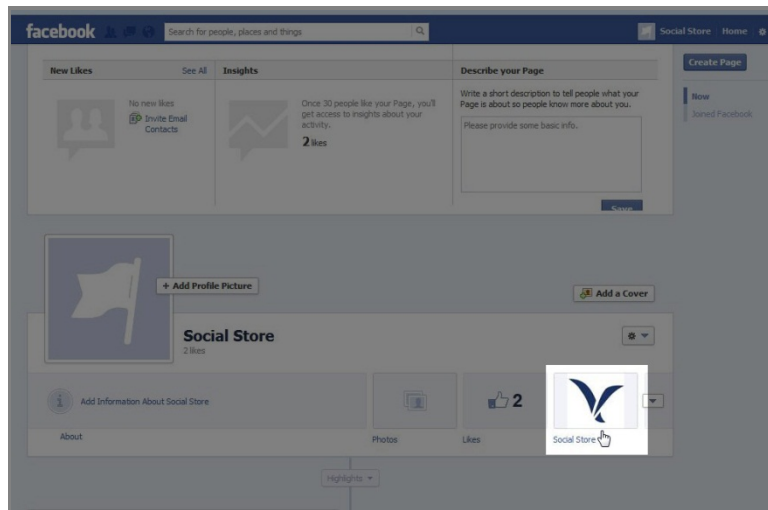 facebook
Search for people, places and things
Social Store Home
New Likes
See All
Insights
Describe your Page
Create Page
No new likes
Invite Email
Contacts
Once 30 people like your Page, you'll
get access to insights about your
activity.
2 likes
Write a short description to tell people what your
Page is about so people know more about you.
Please provide some basic info.
Save
Now
Joined Facebook
+ Add Profile Picture
Add a Cover
Social Store
2 likes
Add Information About Social Store
2
About
Photos
Likes
Social Store
Highlights